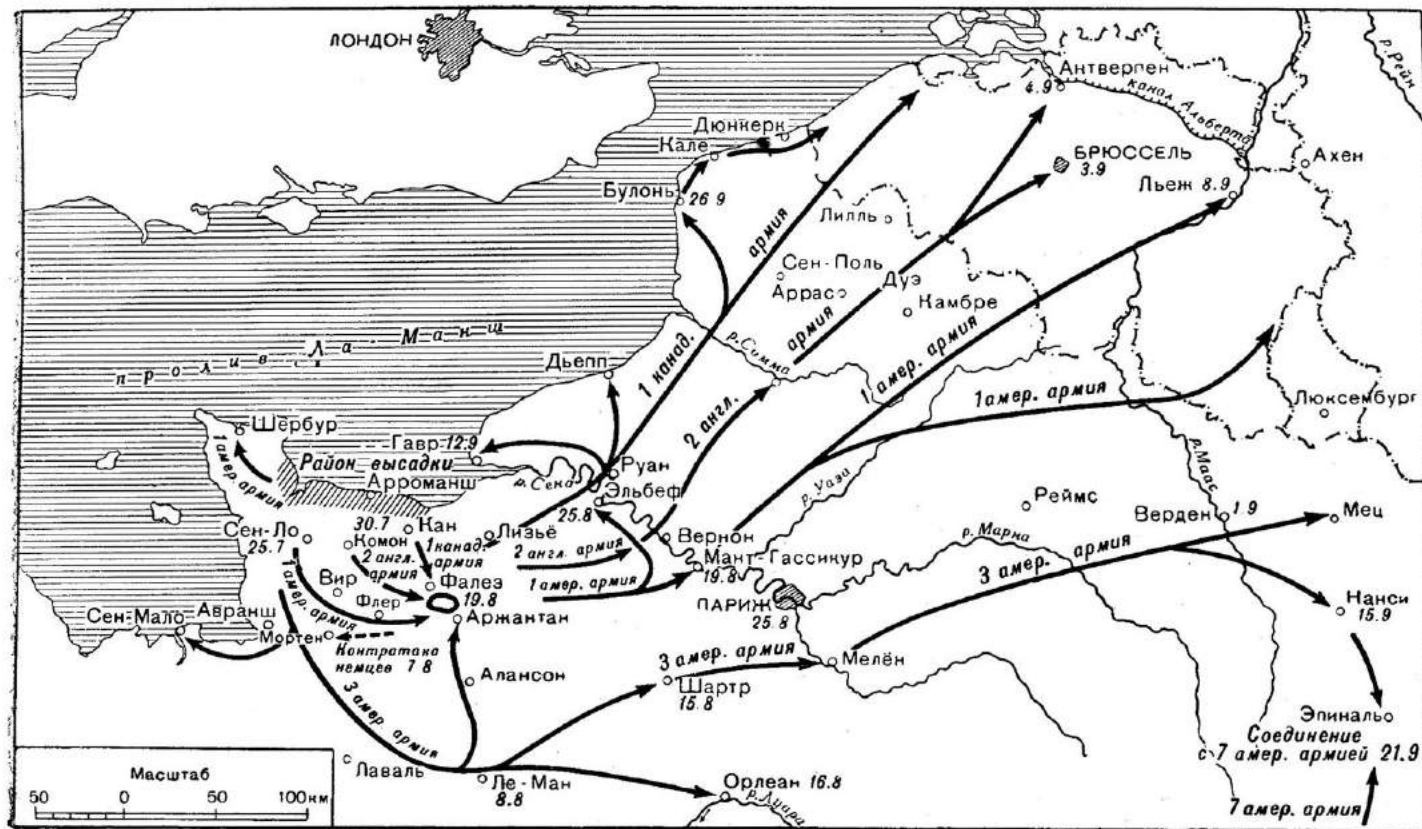 ЛОНДОН
р. Рейн
Антверпен
4.9
канал Альберта
Дюнкерк
Кале
БРЮССЕЛЬ
3.9
Ахен
Булонь
26 9
Льеж 8.9
Лилль
армия
Сен-Поль
Аррас
Дуэ
Камбре
армия
пролив Ла-Манш
р. Сомма
1 амер. армия
Дьепп
1 канад.
2 англ.
1 амер. армия
Люксембург
Шербур
1 амер. армия
Гавр 12.9
Район высадки
Арроманш
р. Сена
Руан
Эльбеф
25.8
р. Уаза
р. Маас
Реймс
Верден 1.9
Мец
Сен-Ло
25.7
30.7
Комон
Кан
Лизьё
1 канад.
армия
2 англ.
армия
2 англ. армия
Вернон
Мант-Гассикур
19.8
р. Марна
3 амер. армия
1 амер. армия
Вир
Флер
Фалез
19.8
1 амер. армия
ПАРИЖ
25.8
Нанси
15.9
Сен-Мало
Авранш
Мортен
Аржантан
Контратака
немцев 7 8
Алансон
3 амер. армия
Мелён
Шартр
15.8
3 амер. армия
Эпиналь
Соединение
с 7 амер. армией 21.9
Лаваль
Ле-Ман
8.8
Орлеан 16.8
р. Луара
7 амер. армия
Масштаб
50 0 50 100 км